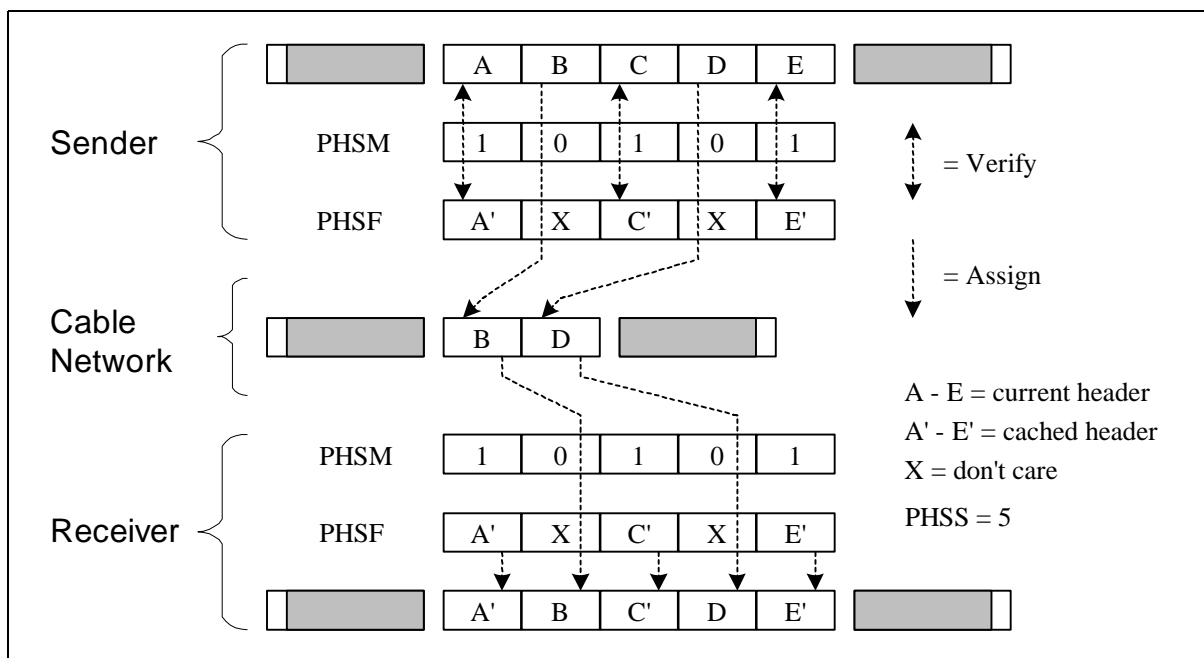 A B C D E
Sender
PHSM 1 0 1 0 1
= Verify
PHSF A' X C' X E'
= Assign
Cable
Network
B D
A - E = current header
A' - E' = cached header
X = don't care
PHSS = 5
PHSM 1 0 1 0 1
Receiver
PHSF A' X C' X E'
A' B C' D E'